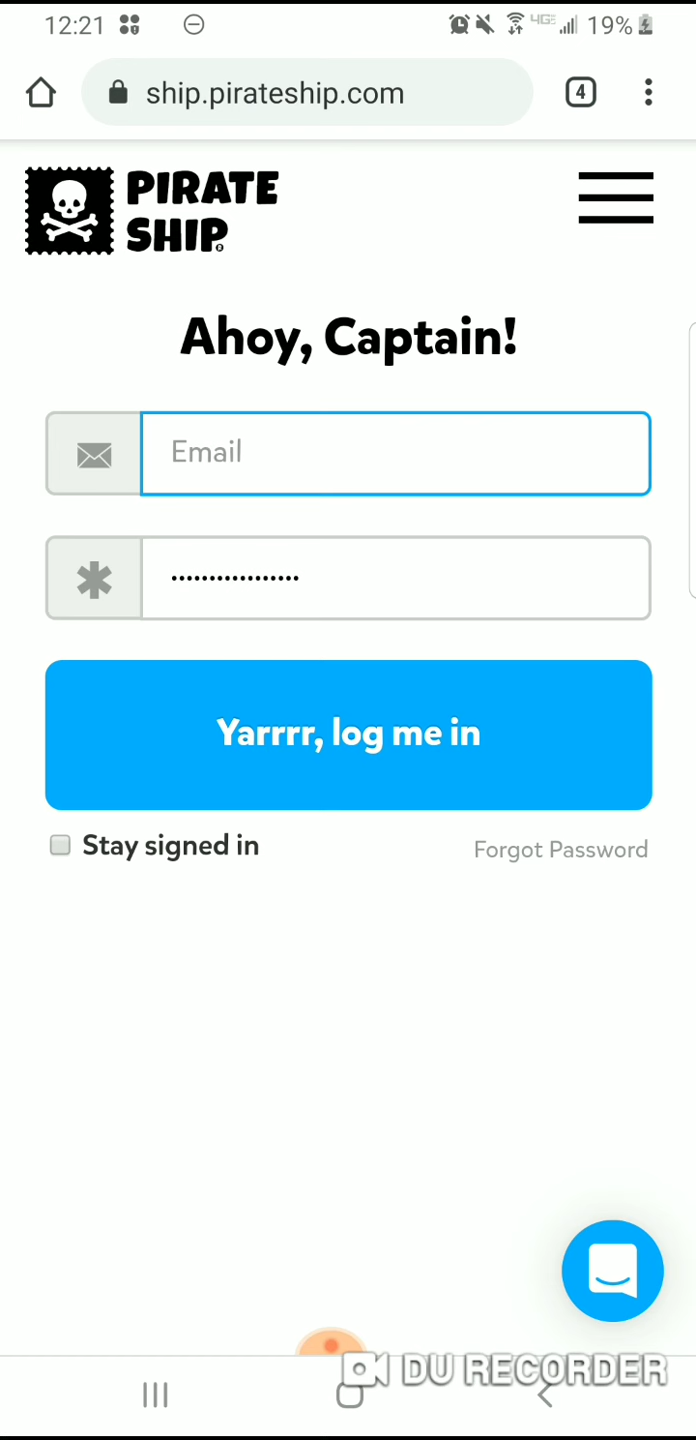 12:21 4GE 19%
ship.pirateship.com 4
PIRATE
SHIP®
Ahoy, Captain!
Email
•••••••••••••••••
Yarrrr, log me in
Stay signed in Forgot Password
DU RECORDER